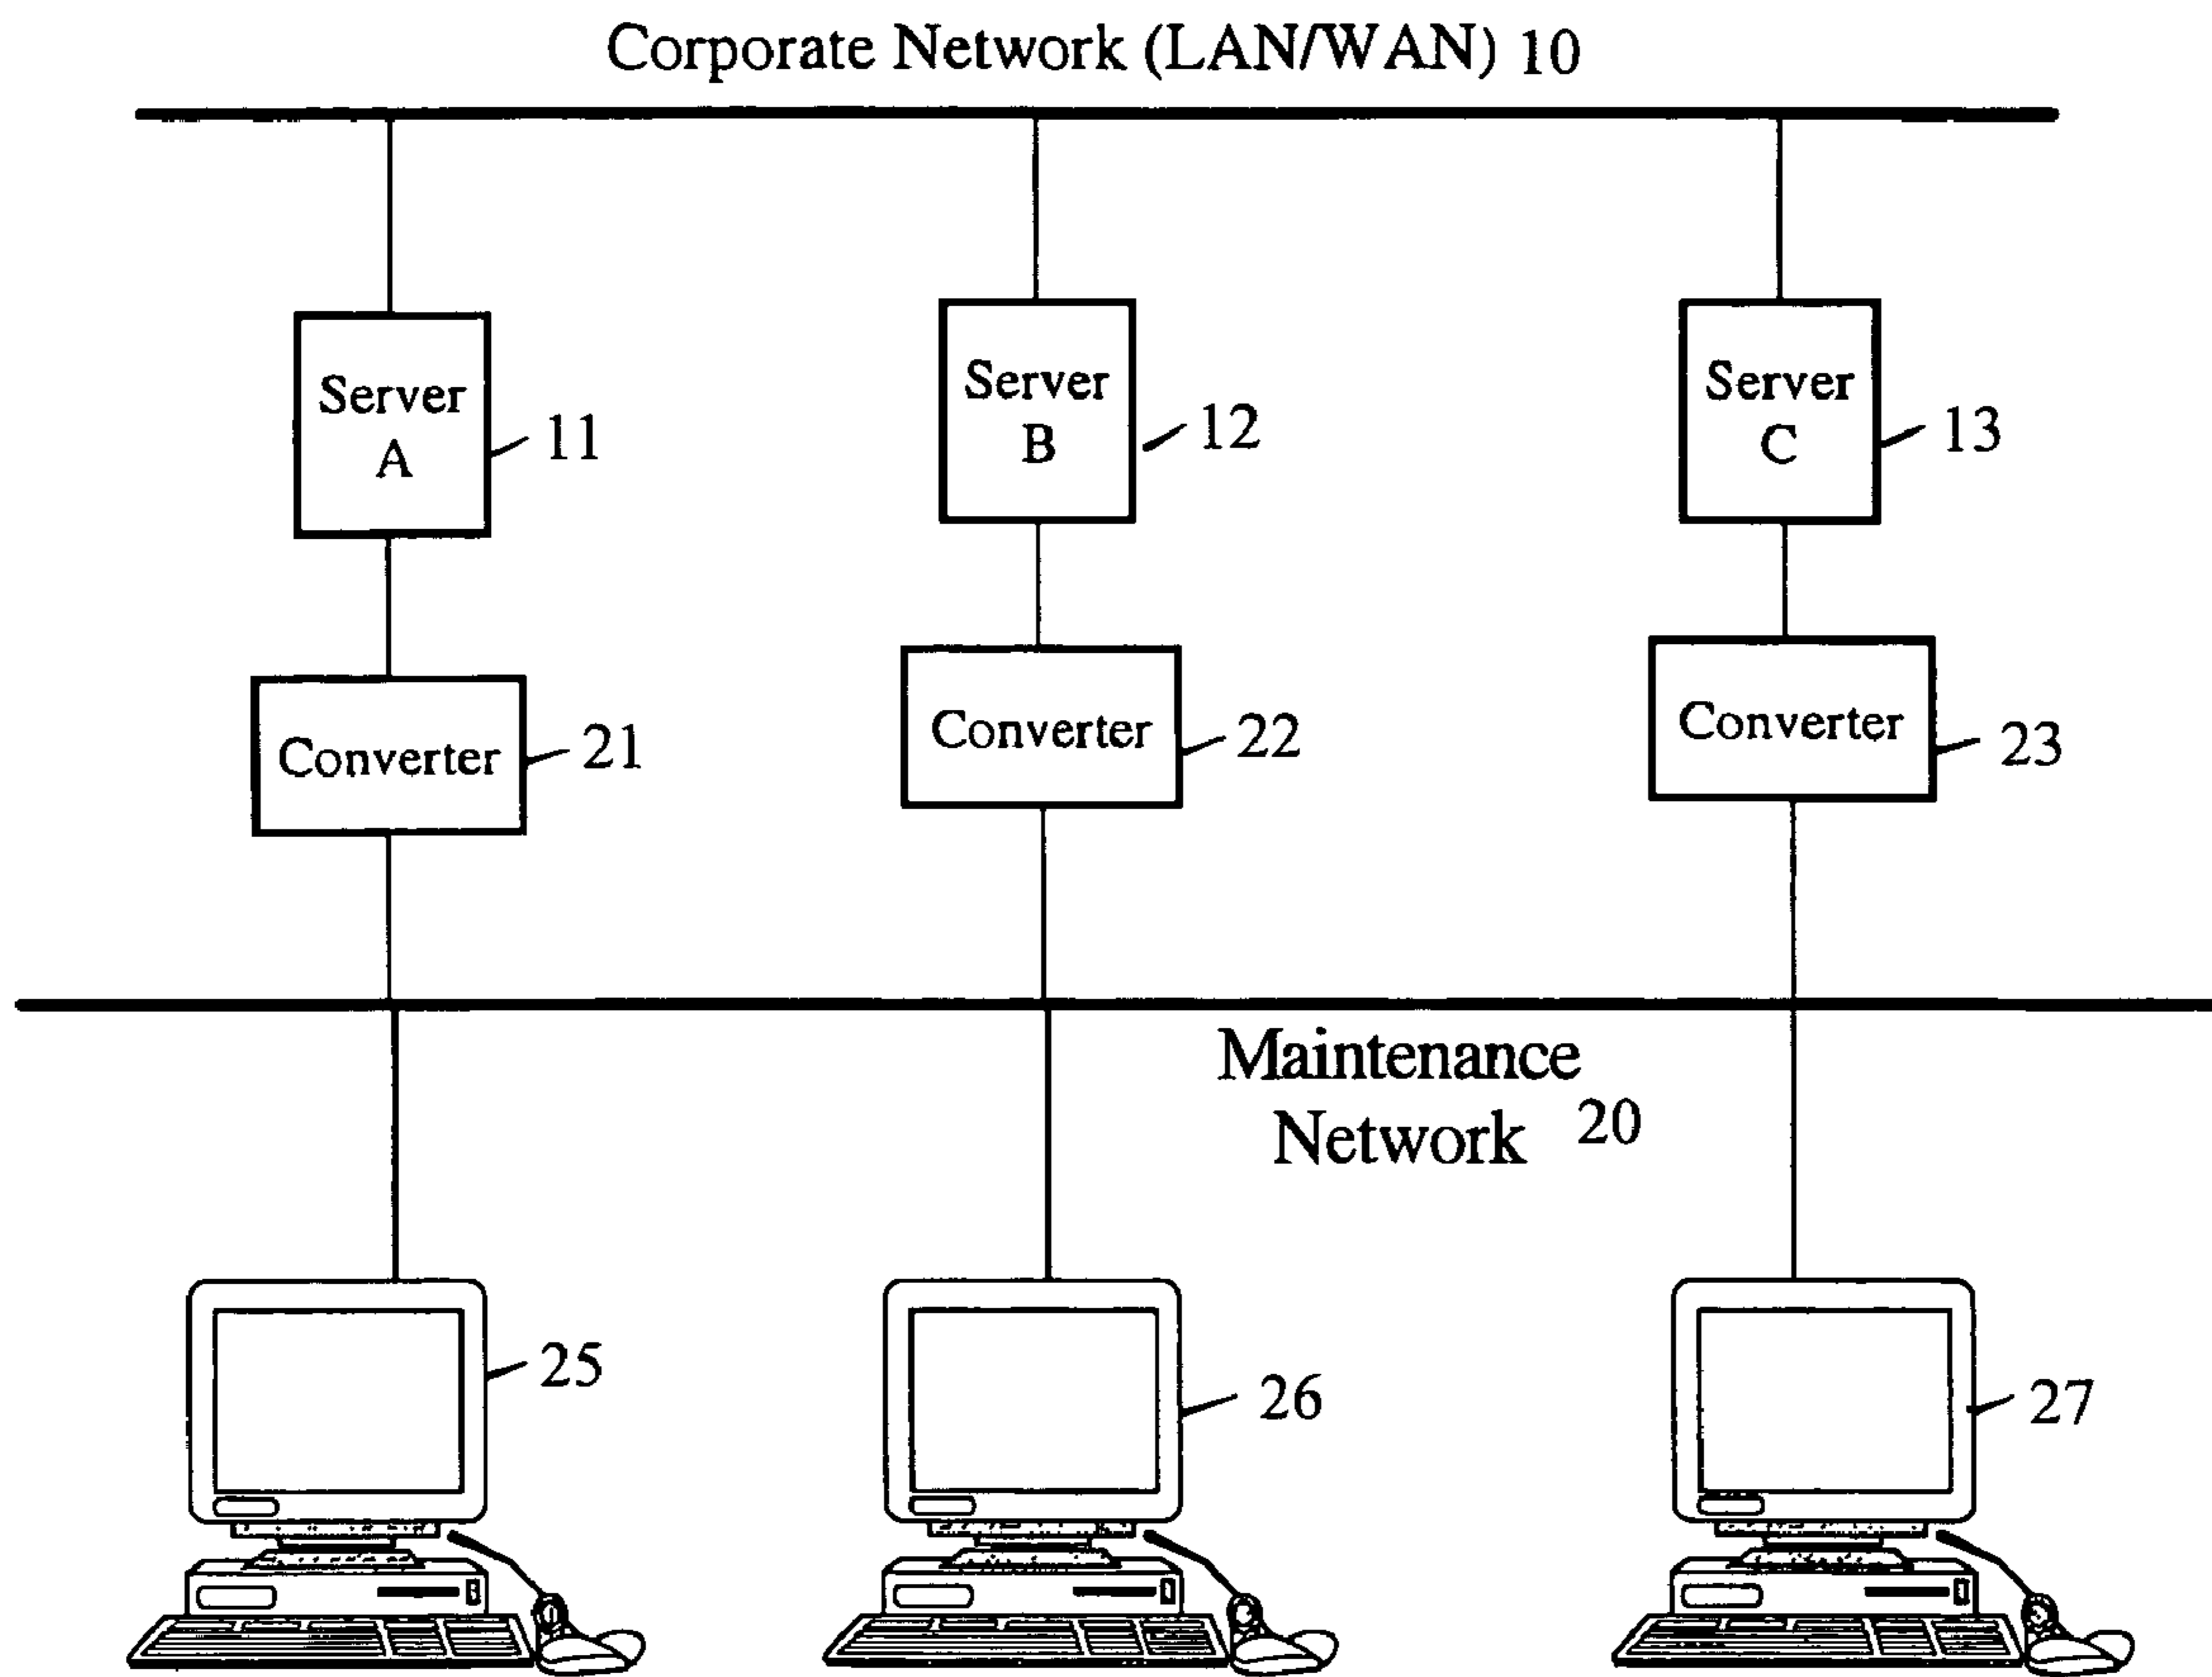 Corporate Network (LAN/WAN) 10
Server
A
11
Server
B
12
Server
C
13
Converter
21
Converter
22
Converter
23
Maintenance
Network 20
25
26
27